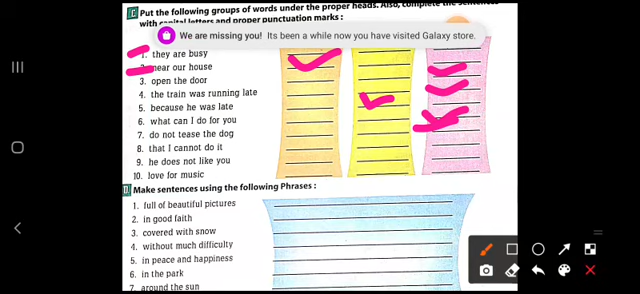 C Put the following groups of words under the proper heads. Also, complete the sentences
with capital letters and proper punctuation marks :
We are missing you! Its been a while now you have visited Galaxy store.
1. they are busy
2. near our house
3. open the door
4. the train was running late
5. because he was late
6. what can I do for you
7. do not tease the dog
8. that I cannot do it
9. he does not like you
10. love for music
D Make sentences using the following Phrases :
1. full of beautiful pictures
2. in good faith
3. covered with snow
4. without much difficulty
5. in peace and happiness
6. in the park
7. around the sun